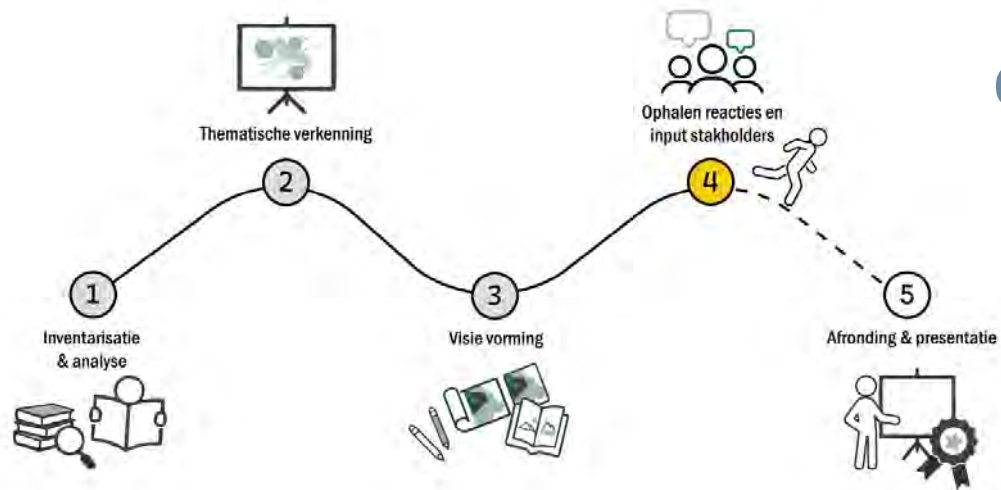 Thematische verkenning
2
Ophalen reacties en
input stakholders
4
1
Inventarisatie
& analyse
3
Visie vorming
5
Afronding & presentatie